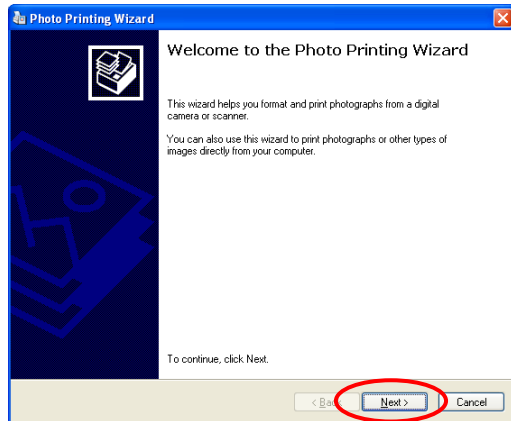 Photo Printing Wizard
Welcome to the Photo Printing Wizard
This wizard helps you format and print photographs from a digital
camera or scanner.
You can also use this wizard to print photographs or other types of
images directly from your computer.
To continue, click Next.
< Back Next > Cancel